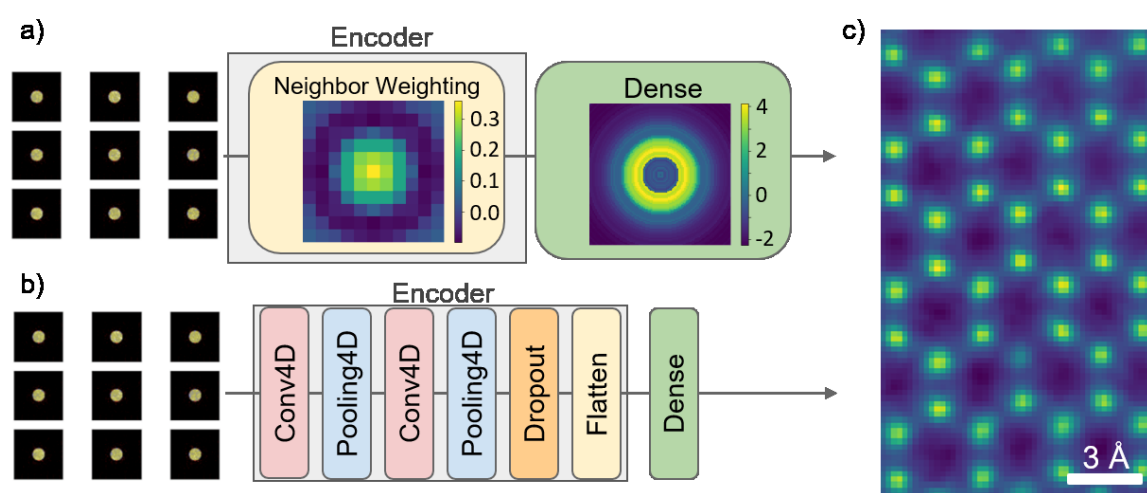 a)
Encoder
Neighbor Weighting
0.3
0.2
0.1
0.0
Dense
4
2
0
-2
b)
Encoder
Conv4D
Pooling4D
Conv4D
Pooling4D
Dropout
Flatten
Dense
c)
3 Å